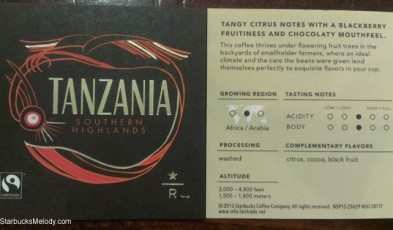 TANZANIA
SOUTHERN
HIGHLANDS
FAIRTRADE
R
StarbucksMelody.com
TANGY CITRUS NOTES WITH A BLACKBERRY
FRUITINESS AND CHOCOLATY MOUTHFEEL.
This coffee thrives under flowering fruit trees in the
backyards of smallholder farmers, where an ideal
climate and the care the beans were given lend
themselves perfectly to exquisite flavors in your cup.
GROWING REGION
Africa / Arabia
TASTING NOTES
LOW / LIGHT
HIGH / FULL
ACIDITY
BODY
PROCESSING
washed
COMPLEMENTARY FLAVORS
citrus, cocoa, black fruit
ALTITUDE
3,000 – 4,800 feet
1,500 – 1,600 meters
© 2013 Starbucks Coffee Company. All rights reserved.
www.info.fairtrade.net